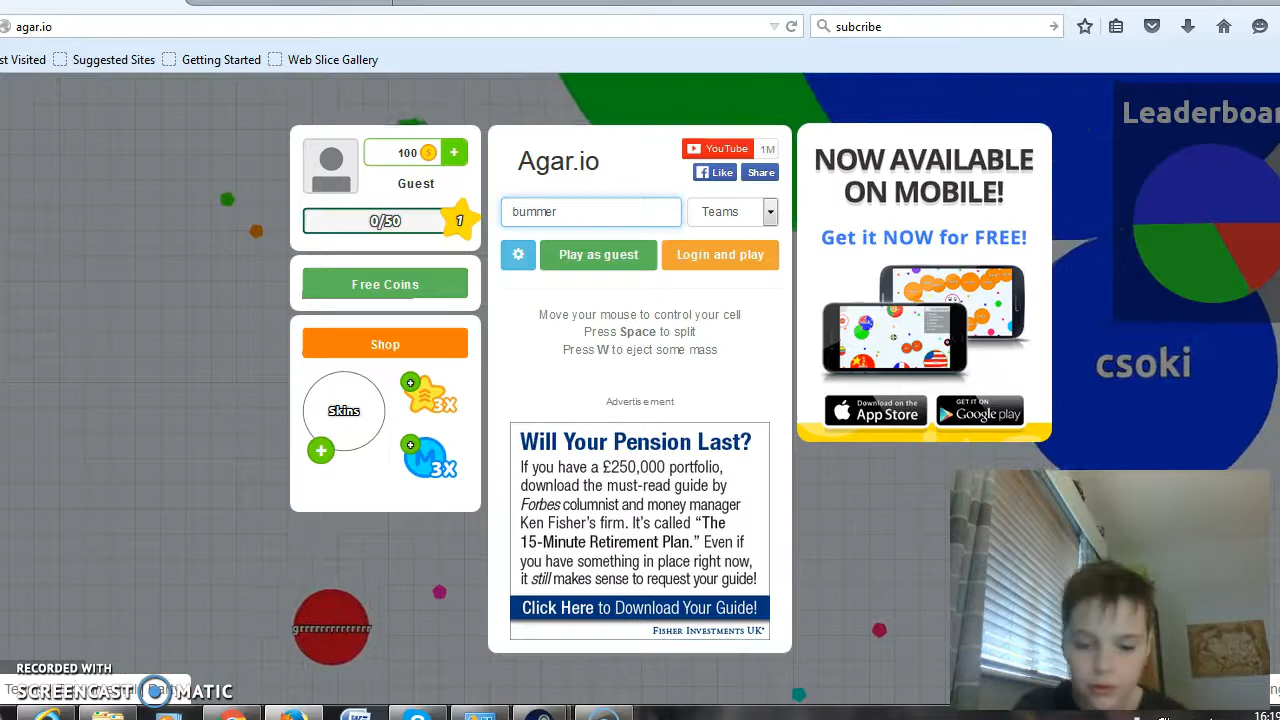 agar.io
subcribe
st Visited
Suggested Sites
Getting Started
Web Slice Gallery
Leaderboar
100
Guest
0/50
1
Free Coins
Shop
Skins
3X
M
3X
Agar.io
YouTube 1M
Like Share
bummer
Teams
Play as guest
Login and play
Move your mouse to control your cell
Press Space to split
Press W to eject some mass
Advertisement
Will Your Pension Last?
If you have a £250,000 portfolio,
download the must-read guide by
Forbes columnist and money manager
Ken Fisher's firm. It's called “The
15-Minute Retirement Plan.” Even if
you have something in place right now,
it still makes sense to request your guide!
Click Here to Download Your Guide!
FISHER INVESTMENTS UK
NOW AVAILABLE
ON MOBILE!
Get it NOW for FREE!
Download on the
App Store
GET IT ON
Google play
csoki
grrrrrrrrrrrrr
RECORDED WITH
SCREENCAST MATIC